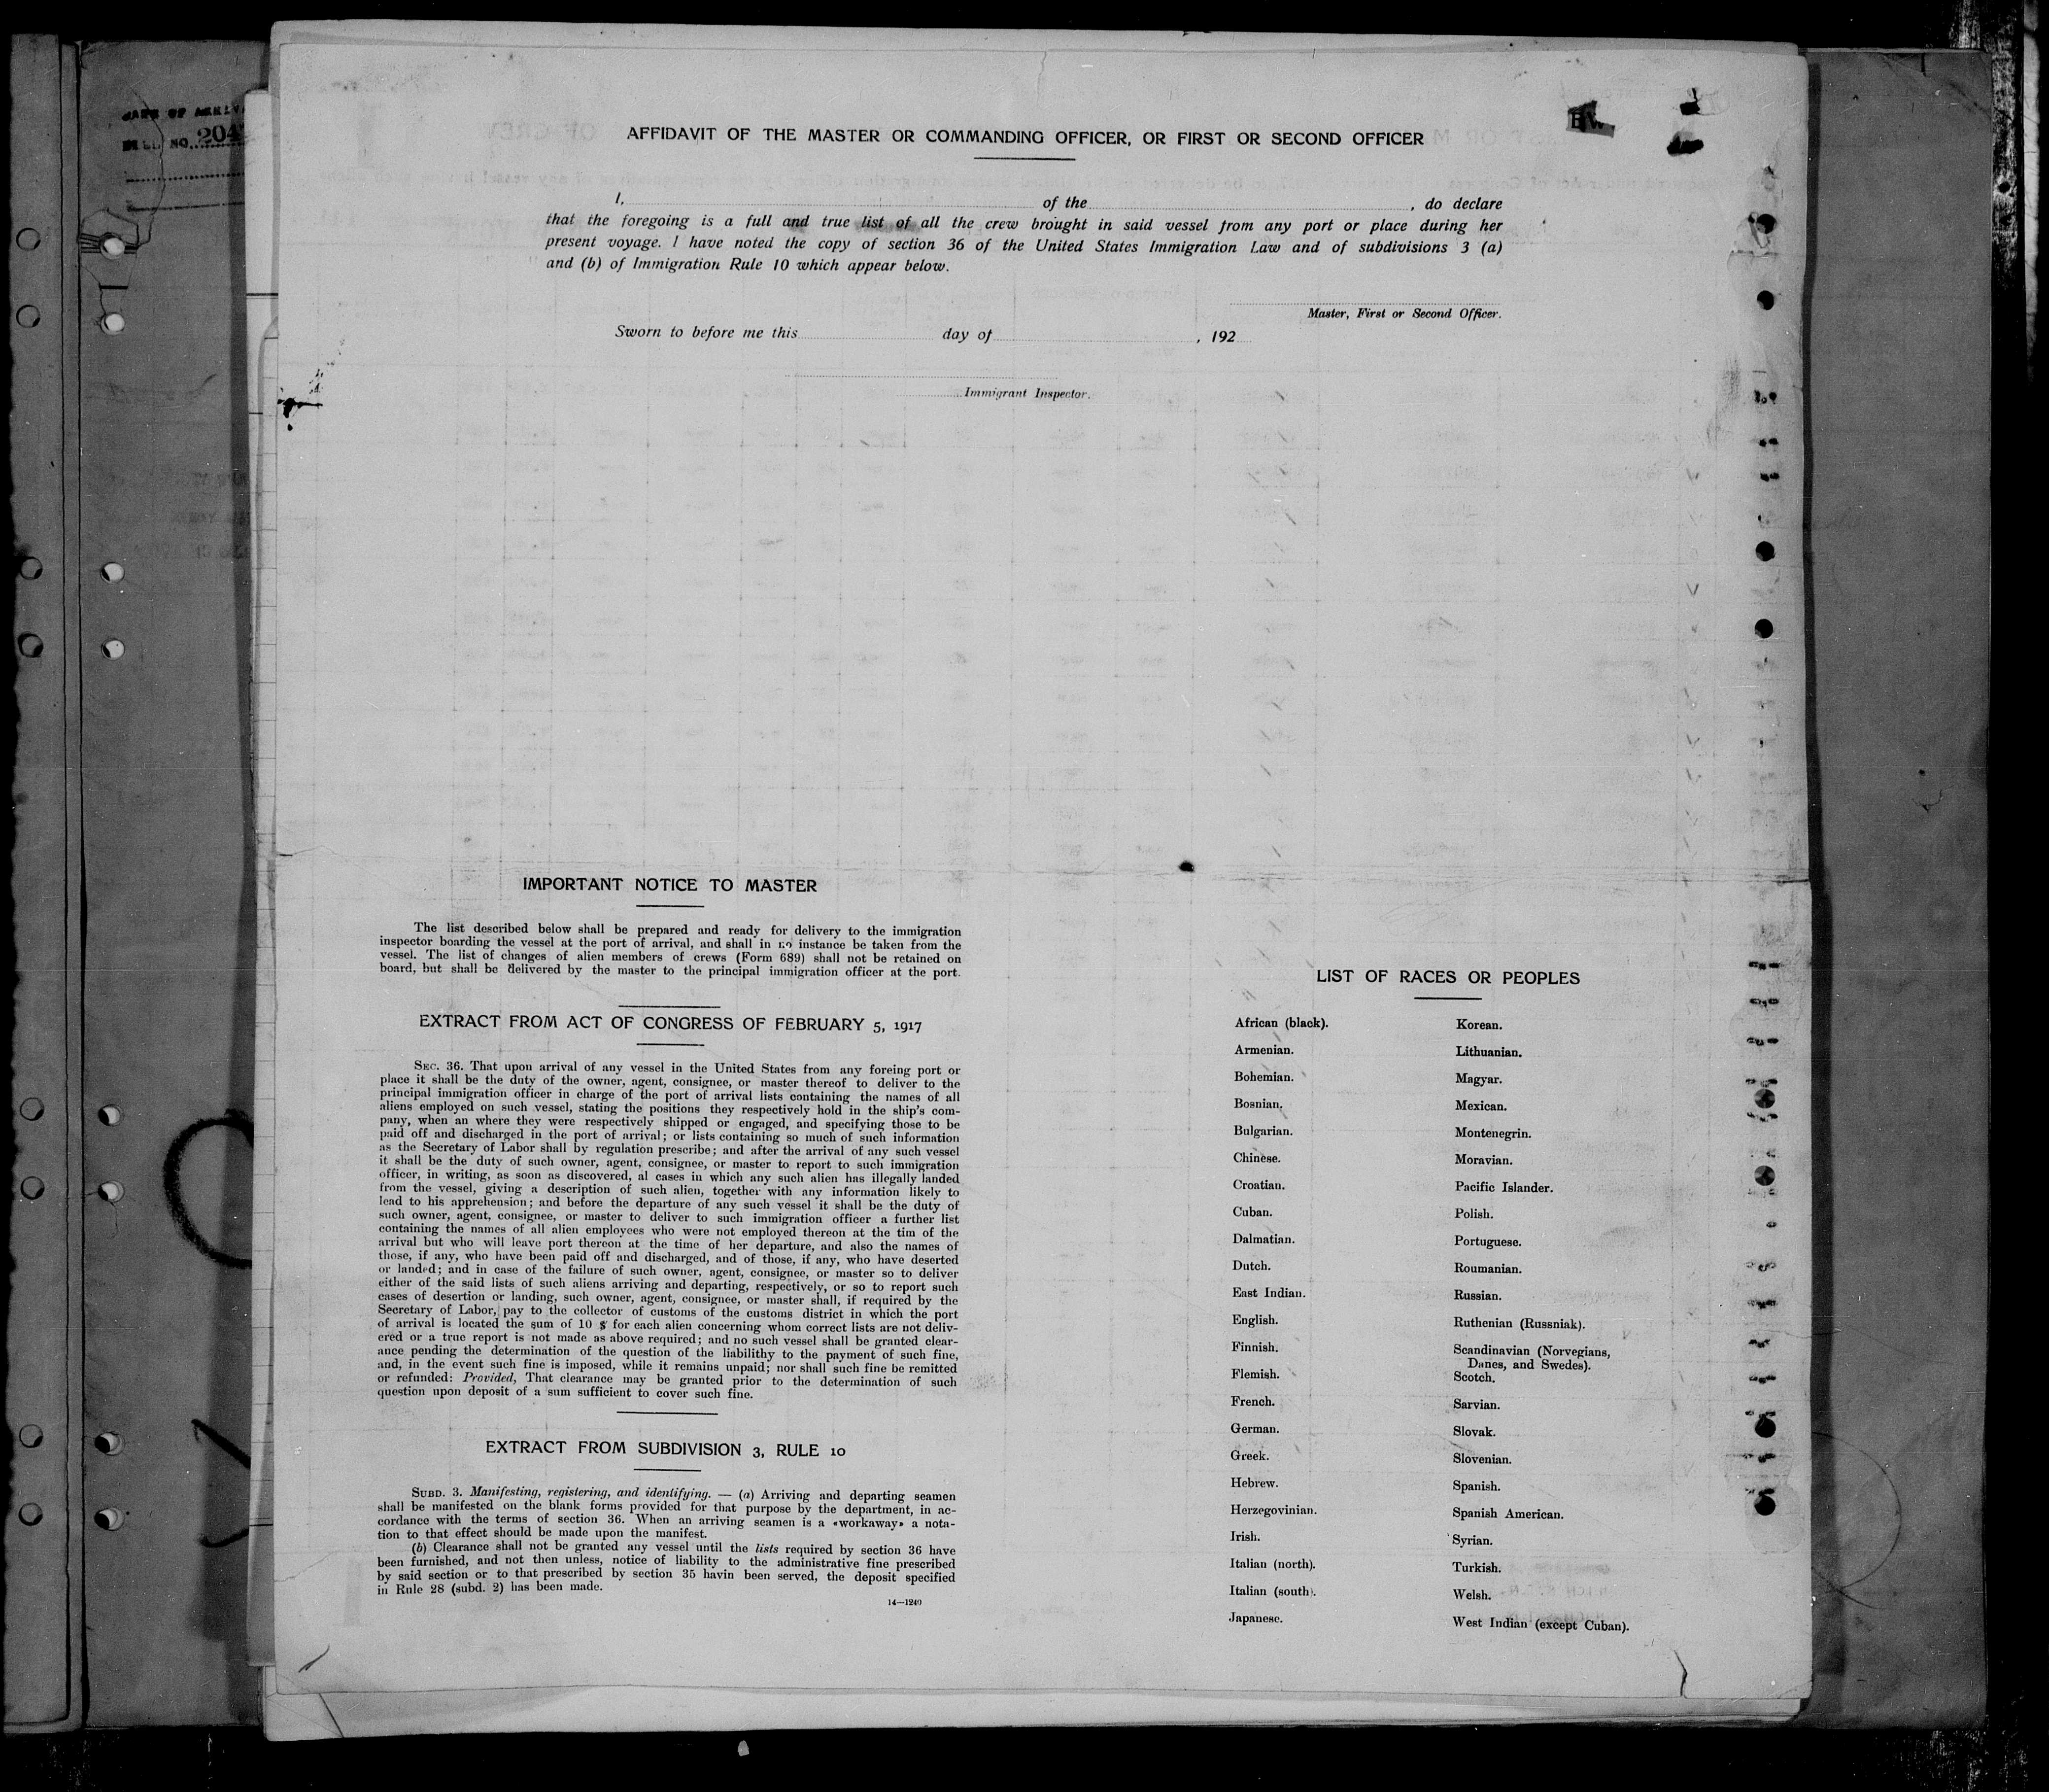 DATE OF ARRIV
NO. 204
AFFIDAVIT OF THE MASTER OR COMMANDING OFFICER, OR FIRST OR SECOND OFFICER
I, of the , do declare
that the foregoing is a full and true list of all the crew brought in said vessel from any port or place during her
present voyage. I have noted the copy of section 36 of the United States Immigration Law and of subdivisions 3 (a)
and (b) of Immigration Rule 10 which appear below.
Master, First or Second Officer.
Sworn to before me this day of , 192
Immigrant Inspector.
IMPORTANT NOTICE TO MASTER
The list described below shall be prepared and ready for delivery to the immigration
inspector boarding the vessel at the port of arrival, and shall in no instance be taken from the
vessel. The list of changes of alien members of crews (Form 689) shall not be retained on
board, but shall be delivered by the master to the principal immigration officer at the port.
EXTRACT FROM ACT OF CONGRESS OF FEBRUARY 5, 1917
SEC. 36. That upon arrival of any vessel in the United States from any foreing port or
place it shall be the duty of the owner, agent, consignee, or master thereof to deliver to the
principal immigration officer in charge of the port of arrival lists containing the names of all
aliens employed on such vessel, stating the positions they respectively hold in the ship's com-
pany, when an where they were respectively shipped or engaged, and specifying those to be
paid off and discharged in the port of arrival; or lists containing so much of such information
as the Secretary of Labor shall by regulation prescribe; and after the arrival of any such vessel
it shall be the duty of such owner, agent, consignee, or master to report to such immigration
officer, in writing, as soon as discovered, al cases in which any such alien has illegally landed
from the vessel, giving a description of such alien, together with any information likely to
lead to his apprehension; and before the departure of any such vessel it shall be the duty of
such owner, agent, consignee, or master to deliver to such immigration officer a further list
containing the names of all alien employees who were not employed thereon at the tim of the
arrival but who will leave port thereon at the time of her departure, and also the names of
those, if any, who have been paid off and discharged, and of those, if any, who have deserted
or landed; and in case of the failure of such owner, agent, consignee, or master so to deliver
either of the said lists of such aliens arriving and departing, respectively, or so to report such
cases of desertion or landing, such owner, agent, consignee, or master shall, if required by the
Secretary of Labor, pay to the collector of customs of the customs district in which the port
of arrival is located the sum of 10 $ for each alien concerning whom correct lists are not deliv-
ered or a true report is not made as above required; and no such vessel shall be granted clear-
ance pending the determination of the question of the liabilithy to the payment of such fine,
and, in the event such fine is imposed, while it remains unpaid; nor shall such fine be remitted
or refunded: Provided, That clearance may be granted prior to the determination of such
question upon deposit of a sum sufficient to cover such fine.
EXTRACT FROM SUBDIVISION 3, RULE 10
SUBD. 3. Manifesting, registering, and identifying. — (a) Arriving and departing seamen
shall be manifested on the blank forms provided for that purpose by the department, in ac-
cordance with the terms of section 36. When an arriving seamen is a «workaway» a nota-
tion to that effect should be made upon the manifest.
(b) Clearance shall not be granted any vessel until the lists required by section 36 have
been furnished, and not then unless, notice of liability to the administrative fine prescribed
by said section or to that prescribed by section 35 havin been served, the deposit specified
in Rule 28 (subd. 2) has been made.
14—1240
LIST OF RACES OR PEOPLES
African (black).
Armenian.
Bohemian.
Bosnian.
Bulgarian.
Chinese.
Croatian.
Cuban.
Dalmatian.
Dutch.
East Indian.
English.
Finnish.
Flemish.
French.
German.
Greek.
Hebrew.
Herzegovinian.
Irish.
Italian (north).
Italian (south).
Japanese.
Korean.
Lithuanian.
Magyar.
Mexican.
Montenegrin.
Moravian.
Pacific Islander.
Polish.
Portuguese.
Roumanian.
Russian.
Ruthenian (Russniak).
Scandinavian (Norvegians,
Danes, and Swedes).
Scotch.
Sarvian.
Slovak.
Slovenian.
Spanish.
Spanish American.
Syrian.
Turkish.
Welsh.
West Indian (except Cuban).